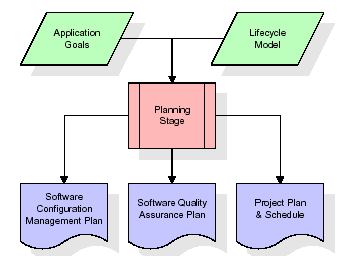 Application
Goals
Lifecycle
Model
Planning
Stage
Software
Configuration
Management Plan
Software Quality
Assurance Plan
Project Plan
& Schedule